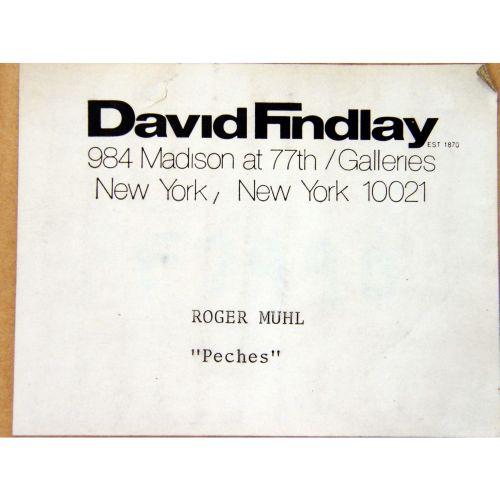 David Findlay EST 1870
984 Madison at 77th / Galleries
New York, New York 10021
ROGER MUHL
"Peches"